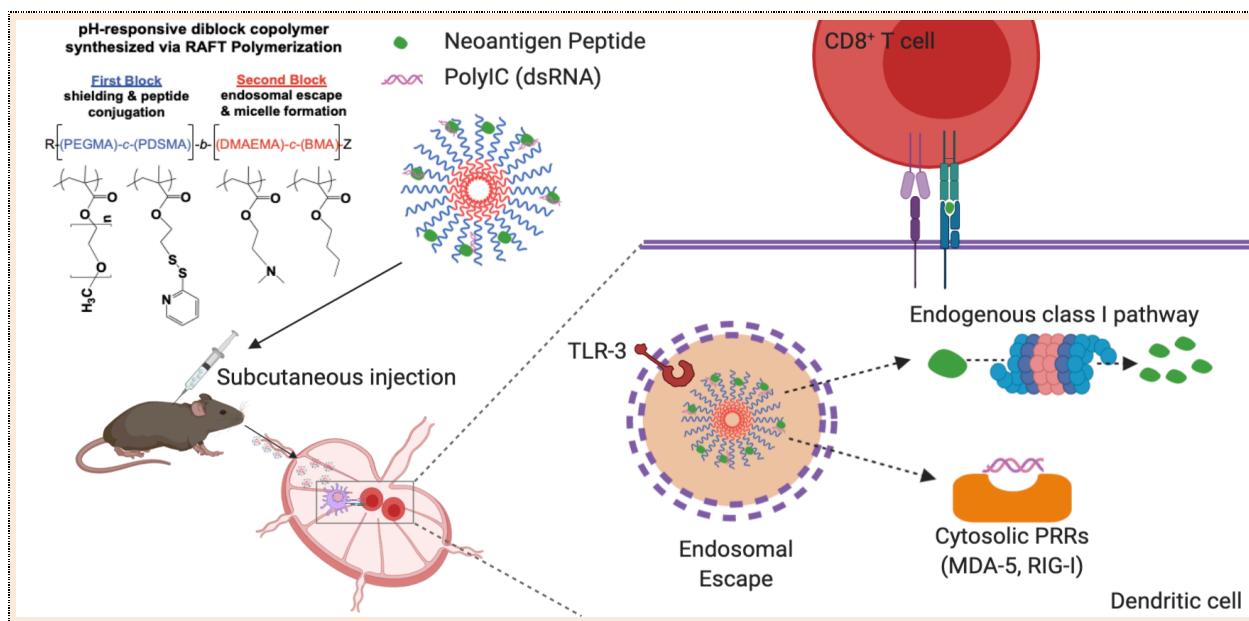 pH-responsive diblock copolymer
synthesized via RAFT Polymerization
First Block
shielding & peptide
conjugation
Second Block
endosomal escape
& micelle formation
R-[(PEGMA)-c-(PDSMA)]-b-[(DMAEMA)-c-(BMA)]-Z
O
O
n
O
H₃C
O
O
S
S
N
O
O
N
O
O
Neoantigen Peptide
PolyIC (dsRNA)
Subcutaneous injection
CD8⁺ T cell
TLR-3
Endosomal
Escape
Endogenous class I pathway
Cytosolic PRRs
(MDA-5, RIG-I)
Dendritic cell